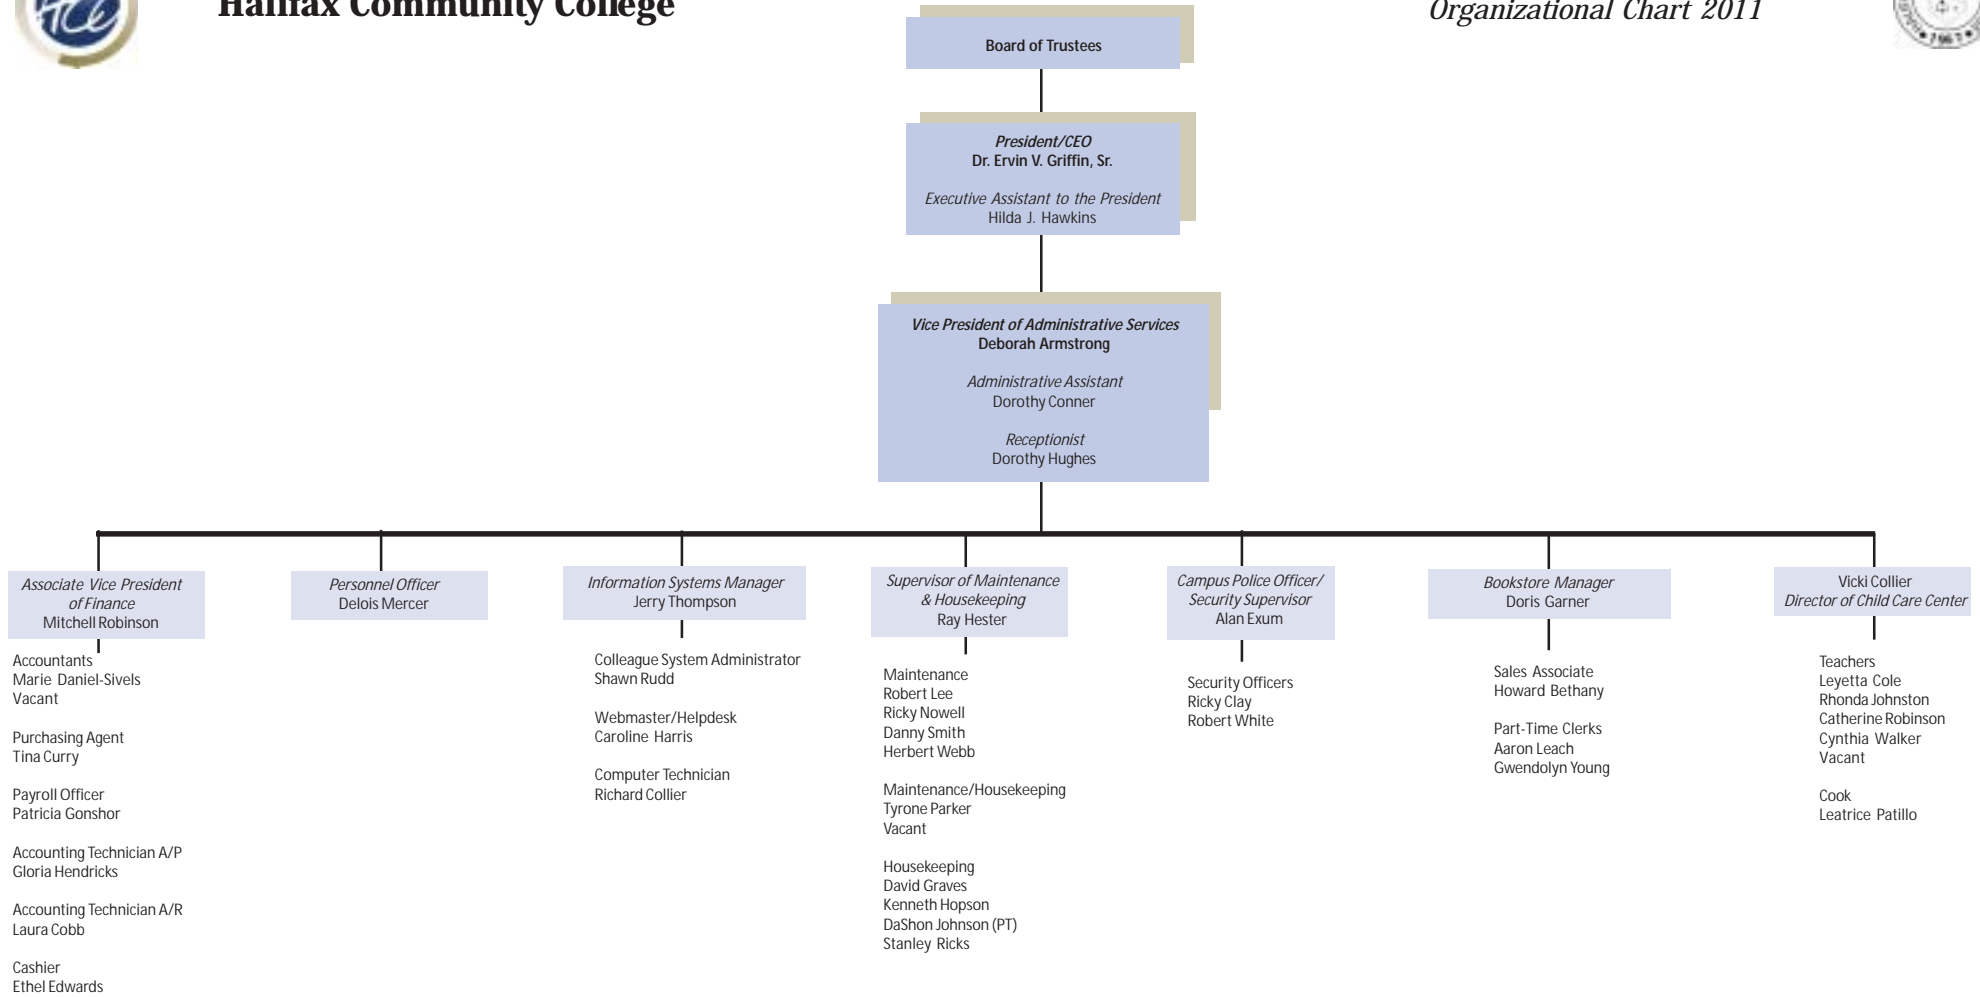 Halifax Community College
Organizational Chart 2011
Board of Trustees
President/CEO
Dr. Ervin V. Griffin, Sr.
Executive Assistant to the President
Hilda J. Hawkins
Vice President of Administrative Services
Deborah Armstrong
Administrative Assistant
Dorothy Conner
Receptionist
Dorothy Hughes
Associate Vice President
of Finance
Mitchell Robinson
Accountants
Marie Daniel-Sivels
Vacant
Purchasing Agent
Tina Curry
Payroll Officer
Patricia Gonshor
Accounting Technician A/P
Gloria Hendricks
Accounting Technician A/R
Laura Cobb
Cashier
Ethel Edwards
Personnel Officer
Delois Mercer
Information Systems Manager
Jerry Thompson
Colleague System Administrator
Shawn Rudd
Webmaster/Helpdesk
Caroline Harris
Computer Technician
Richard Collier
Supervisor of Maintenance
& Housekeeping
Ray Hester
Maintenance
Robert Lee
Ricky Nowell
Danny Smith
Herbert Webb
Maintenance/Housekeeping
Tyrone Parker
Vacant
Housekeeping
David Graves
Kenneth Hopson
DaShon Johnson (PT)
Stanley Ricks
Campus Police Officer/
Security Supervisor
Alan Exum
Security Officers
Ricky Clay
Robert White
Bookstore Manager
Doris Garner
Sales Associate
Howard Bethany
Part-Time Clerks
Aaron Leach
Gwendolyn Young
Vicki Collier
Director of Child Care Center
Teachers
Leyetta Cole
Rhonda Johnston
Catherine Robinson
Cynthia Walker
Vacant
Cook
Leatrice Patillo